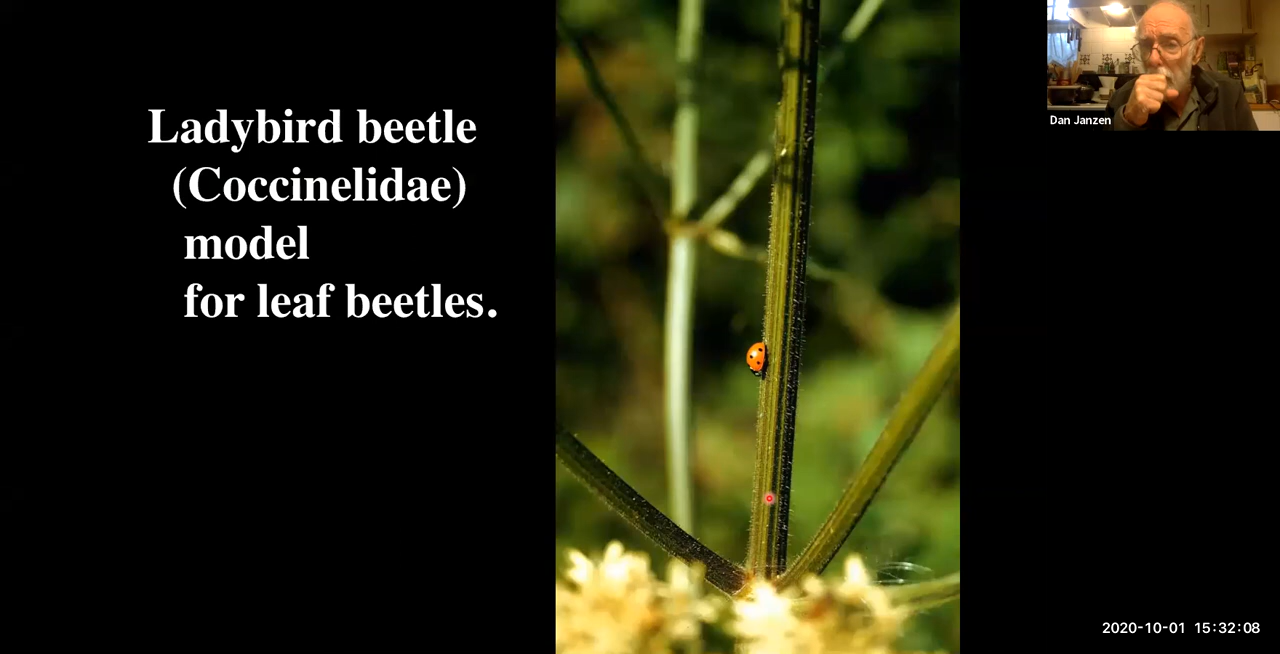 Ladybird beetle
(Coccinelidae)
model
for leaf beetles.
Dan Janzen
2020-10-01 15:32:08